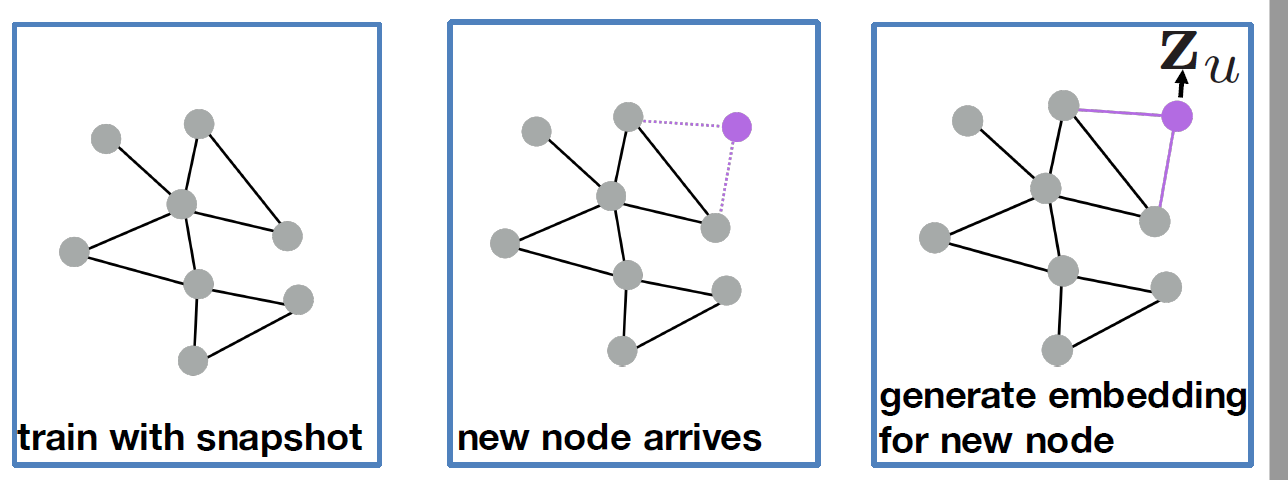 train with snapshot
new node arrives
z_u
generate embedding
for new node